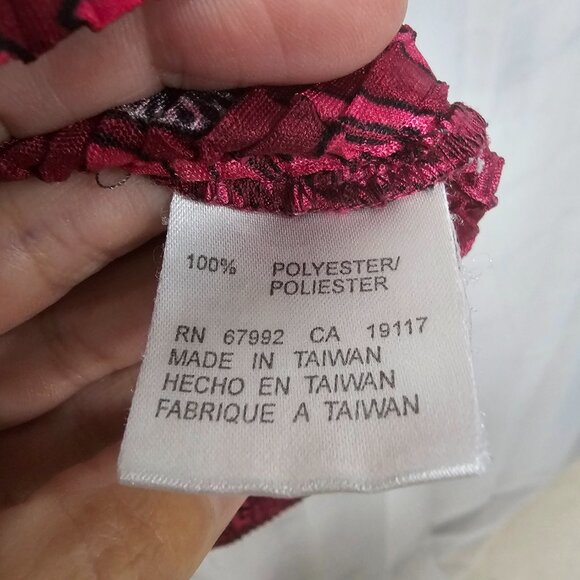 100% POLYESTER/
POLIESTER
RN 67992 CA 19117
MADE IN TAIWAN
HECHO EN TAIWAN
FABRIQUE A TAIWAN